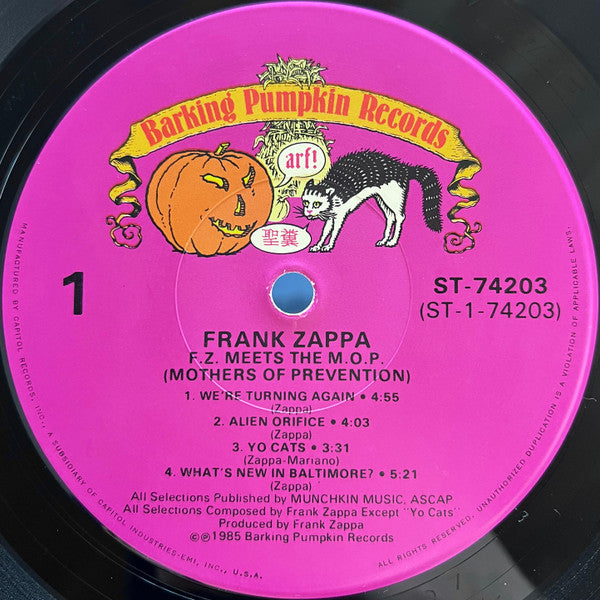 Barking Pumpkin Records
arf!
聖糞
1
ST-74203
(ST-1-74203)
FRANK ZAPPA
F.Z. MEETS THE M.O.P.
(MOTHERS OF PREVENTION)
1. WE'RE TURNING AGAIN • 4:55
(Zappa)
2. ALIEN ORIFICE • 4:03
(Zappa)
3. YO CATS • 3:31
(Zappa-Mariano)
4. WHAT'S NEW IN BALTIMORE? • 5:21
(Zappa)
All Selections Published by MUNCHKIN MUSIC, ASCAP
All Selections Composed by Frank Zappa Except "Yo Cats"
Produced by Frank Zappa
©℗1985 Barking Pumpkin Records
MANUFACTURED BY CAPITOL RECORDS, INC., A SUBSIDIARY OF CAPITOL INDUSTRIES-EMI, INC., U.S.A.
ALL RIGHTS RESERVED. UNAUTHORIZED DUPLICATION IS A VIOLATION OF APPLICABLE LAWS.